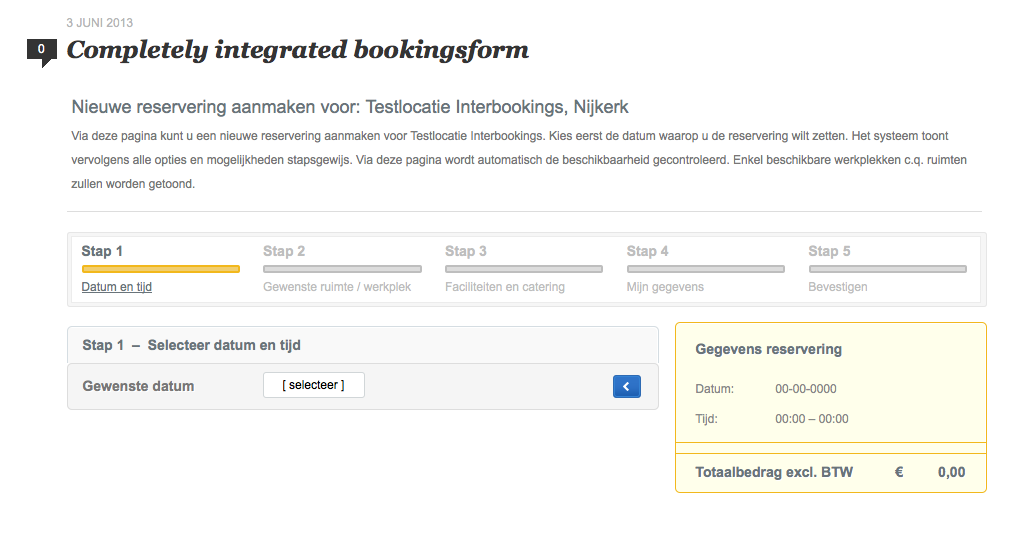 3 JUNI 2013
0
Completely integrated bookingsform
Nieuwe reservering aanmaken voor: Testlocatie Interbookings, Nijkerk
Via deze pagina kunt u een nieuwe reservering aanmaken voor Testlocatie Interbookings. Kies eerst de datum waarop u de reservering wilt zetten. Het systeem toont
vervolgens alle opties en mogelijkheden stapsgewijs. Via deze pagina wordt automatisch de beschikbaarheid gecontroleerd. Enkel beschikbare werkplekken c.q. ruimten
zullen worden getoond.
Stap 1 Stap 2 Stap 3 Stap 4 Stap 5
Datum en tijd Gewenste ruimte / werkplek Faciliteiten en catering Mijn gegevens Bevestigen
Stap 1 – Selecteer datum en tijd
Gewenste datum [ selecteer ]
Gegevens reservering
Datum: 00-00-0000
Tijd: 00:00 – 00:00
Totaalbedrag excl. BTW € 0,00